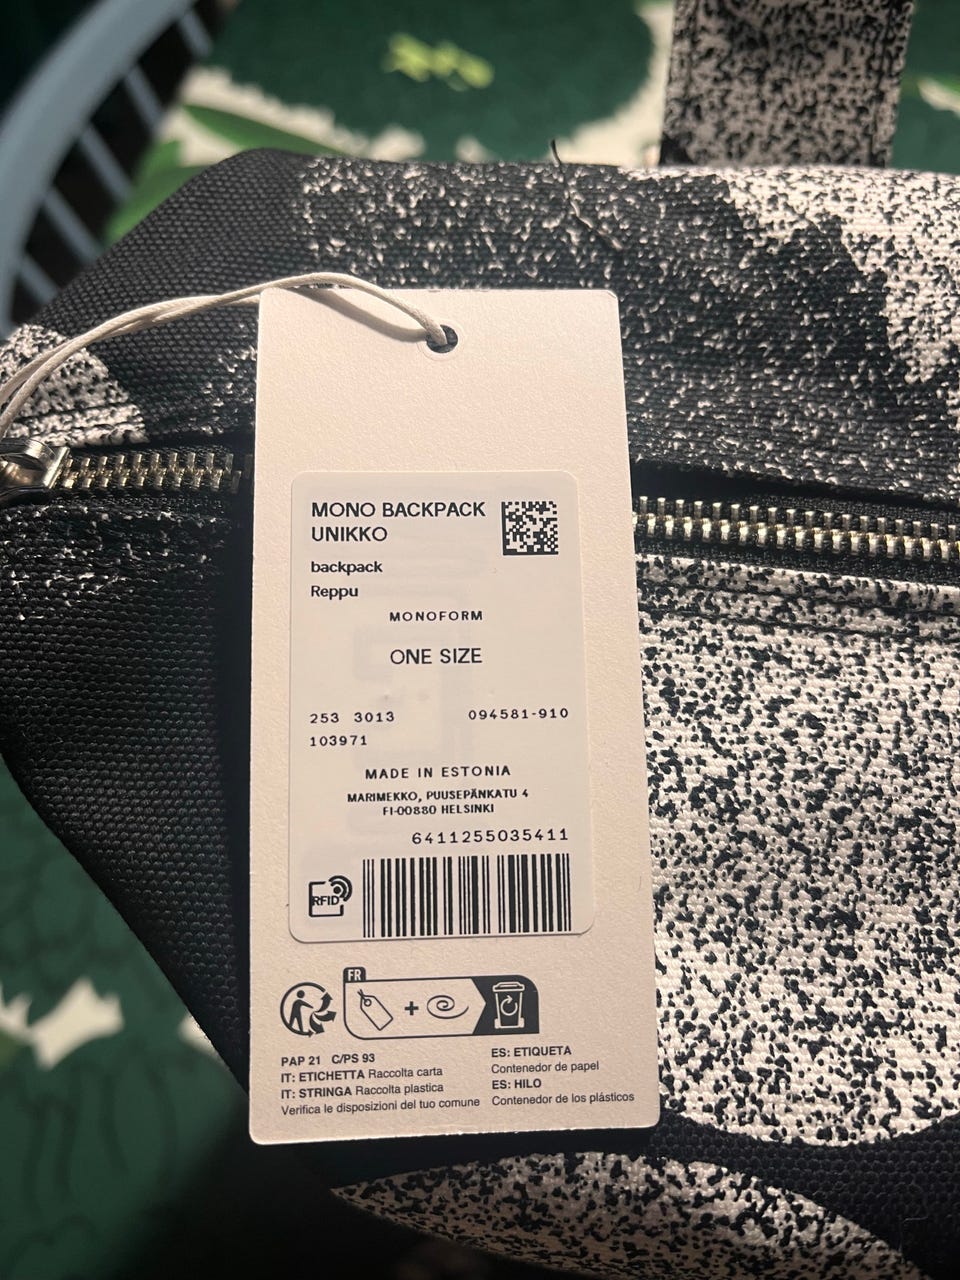 MONO BACKPACK
UNIKKO
backpack
Reppu
MONOFORM
ONE SIZE
253 3013 094581-910
103971
MADE IN ESTONIA
MARIMEKKO, PUUSEPÄNKATU 4
FI-00880 HELSINKI
6411255035411
RFID
FR
PAP 21 C/PS 93
IT: ETICHETTA Raccolta carta
IT: STRINGA Raccolta plastica
Verifica le disposizioni del tuo comune
ES: ETIQUETA
Contenedor de papel
ES: HILO
Contenedor de los plásticos